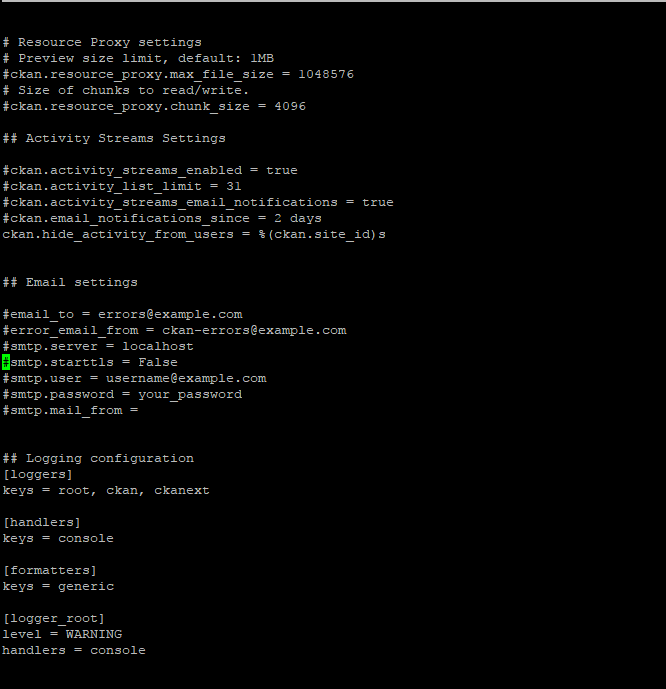 # Resource Proxy settings
# Preview size limit, default: 1MB
#ckan.resource_proxy.max_file_size = 1048576
# Size of chunks to read/write.
#ckan.resource_proxy.chunk_size = 4096
## Activity Streams Settings
#ckan.activity_streams_enabled = true
#ckan.activity_list_limit = 31
#ckan.activity_streams_email_notifications = true
#ckan.email_notifications_since = 2 days
ckan.hide_activity_from_users = %(ckan.site_id)s
## Email settings
#email_to = errors@example.com
#error_email_from = ckan-errors@example.com
#smtp.server = localhost
#smtp.starttls = False
#smtp.user = username@example.com
#smtp.password = your_password
#smtp.mail_from =
## Logging configuration
[loggers]
keys = root, ckan, ckanext
[handlers]
keys = console
[formatters]
keys = generic
[logger_root]
level = WARNING
handlers = console